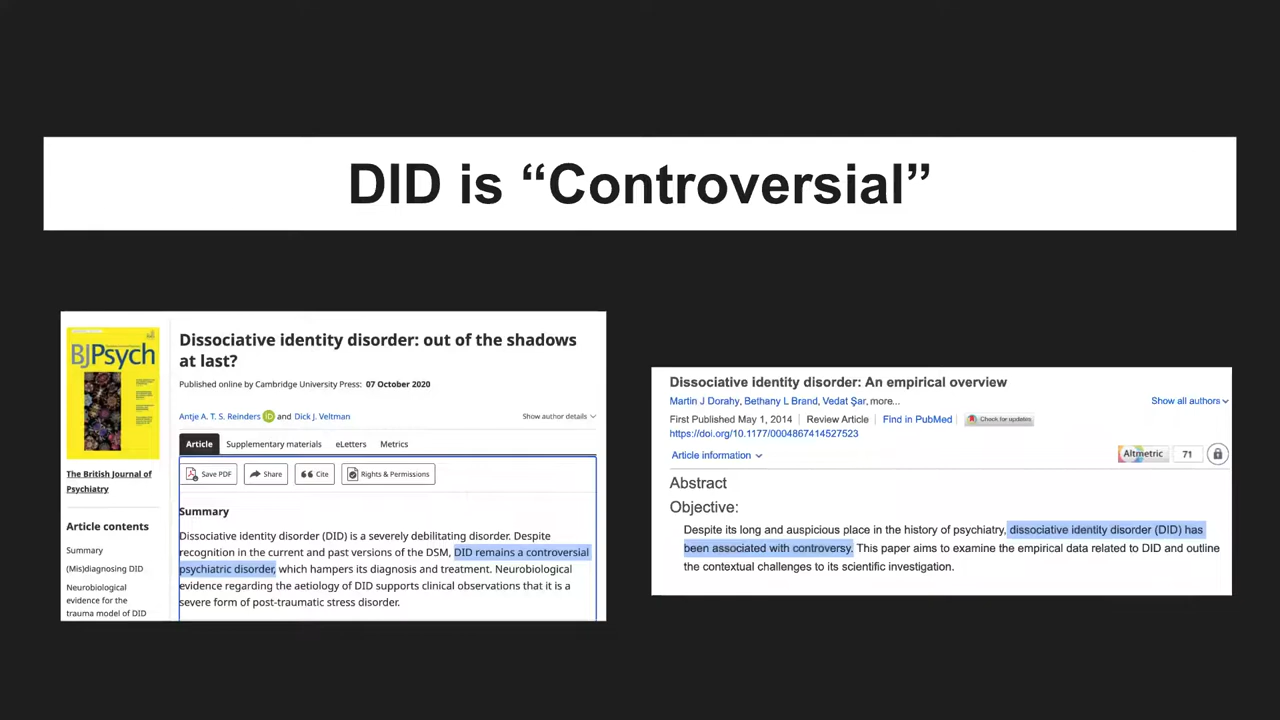 DID is “Controversial”
BJPsych
The British Journal of
Psychiatry
Article contents
Summary
(Mis)diagnosing DID
Neurobiological
evidence for the
trauma model of DID
Dissociative identity disorder: out of the shadows
at last?
Published online by Cambridge University Press: 07 October 2020
Antje A. T. S. Reinders iD and Dick J. Veltman
Show author details
Article Supplementary materials eLetters Metrics
Save PDF Share Cite Rights & Permissions
Summary
Dissociative identity disorder (DID) is a severely debilitating disorder. Despite
recognition in the current and past versions of the DSM, DID remains a controversial
psychiatric disorder, which hampers its diagnosis and treatment. Neurobiological
evidence regarding the aetiology of DID supports clinical observations that it is a
severe form of post-traumatic stress disorder.
Dissociative identity disorder: An empirical overview
Martin J Dorahy, Bethany L Brand, Vedat Şar, more...
Show all authors
First Published May 1, 2014 Review Article Find in PubMed Check for updates
https://doi.org/10.1177/0004867414527523
Article information
Altmetric 71
Abstract
Objective:
Despite its long and auspicious place in the history of psychiatry, dissociative identity disorder (DID) has
been associated with controversy. This paper aims to examine the empirical data related to DID and outline
the contextual challenges to its scientific investigation.